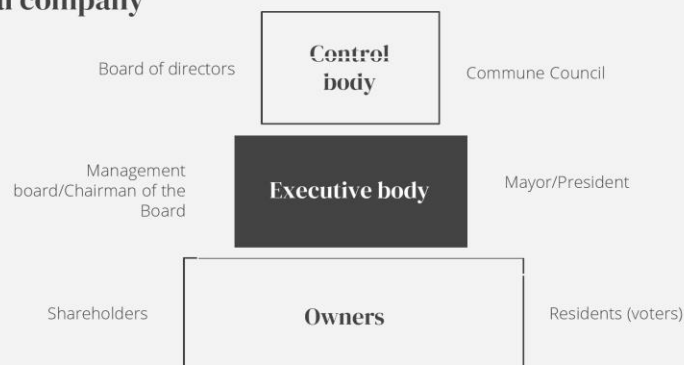 company
Board of directors
Control
body
Commune Council
Management
board/Chairman of the
Board
Executive body
Mayor/President
Shareholders
Owners
Residents (voters)